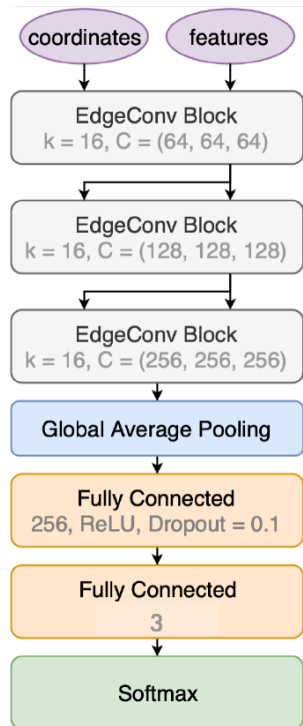 coordinates features
EdgeConv Block
k = 16, C = (64, 64, 64)
EdgeConv Block
k = 16, C = (128, 128, 128)
EdgeConv Block
k = 16, C = (256, 256, 256)
Global Average Pooling
Fully Connected
256, ReLU, Dropout = 0.1
Fully Connected
3
Softmax